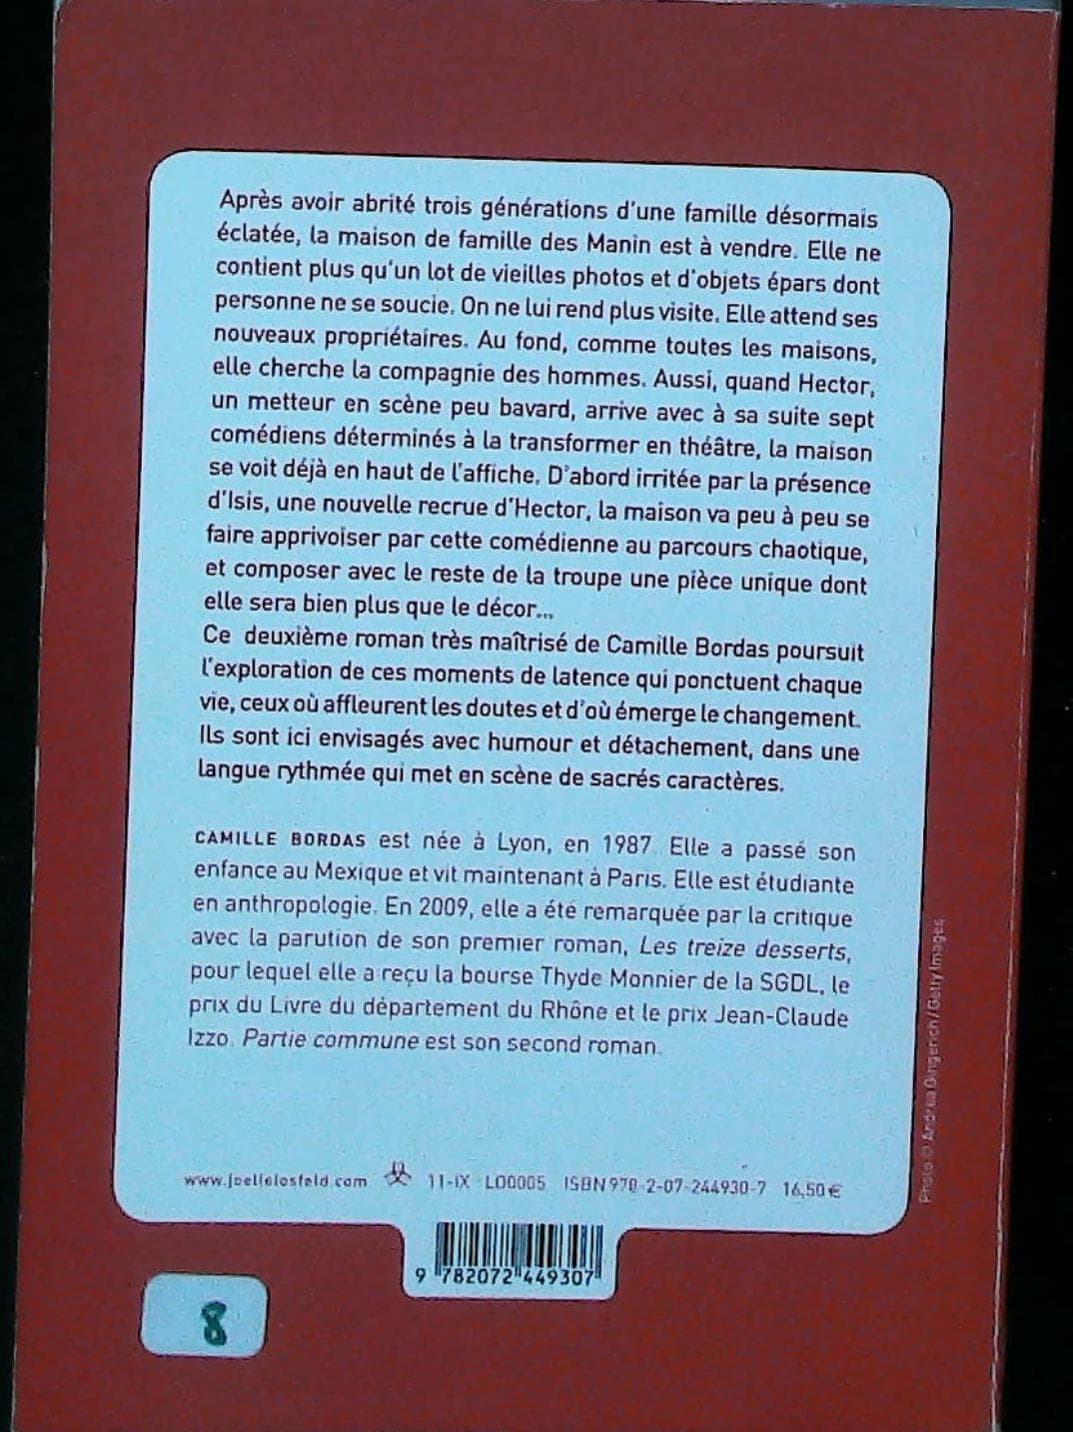 Après avoir abrité trois générations d'une famille désormais
éclatée, la maison de famille des Manin est à vendre. Elle ne
contient plus qu'un lot de vieilles photos et d'objets épars dont
personne ne se soucie. On ne lui rend plus visite. Elle attend ses
nouveaux propriétaires. Au fond, comme toutes les maisons,
elle cherche la compagnie des hommes. Aussi, quand Hector,
un metteur en scène peu bavard, arrive avec à sa suite sept
comédiens déterminés à la transformer en théâtre, la maison
se voit déjà en haut de l'affiche. D'abord irritée par la présence
d'Isis, une nouvelle recrue d'Hector, la maison va peu à peu se
faire apprivoiser par cette comédienne au parcours chaotique,
et composer avec le reste de la troupe une pièce unique dont
elle sera bien plus que le décor...
Ce deuxième roman très maîtrisé de Camille Bordas poursuit
l'exploration de ces moments de latence qui ponctuent chaque
vie, ceux où affleurent les doutes et d'où émerge le changement.
Ils sont ici envisagés avec humour et détachement, dans une
langue rythmée qui met en scène de sacrés caractères.
CAMILLE BORDAS est née à Lyon, en 1987. Elle a passé son
enfance au Mexique et vit maintenant à Paris. Elle est étudiante
en anthropologie. En 2009, elle a été remarquée par la critique
avec la parution de son premier roman, Les treize desserts,
pour lequel elle a reçu la bourse Thyde Monnier de la SGDL, le
prix du Livre du département du Rhône et le prix Jean-Claude
Izzo. Partie commune est son second roman.
www.joellelosfeld.com 11-IX L00005 ISBN 978-2-07-244930-7 16,50 €
9 782072 449307
8
Photo © Andrea Gingerich / Getty Images